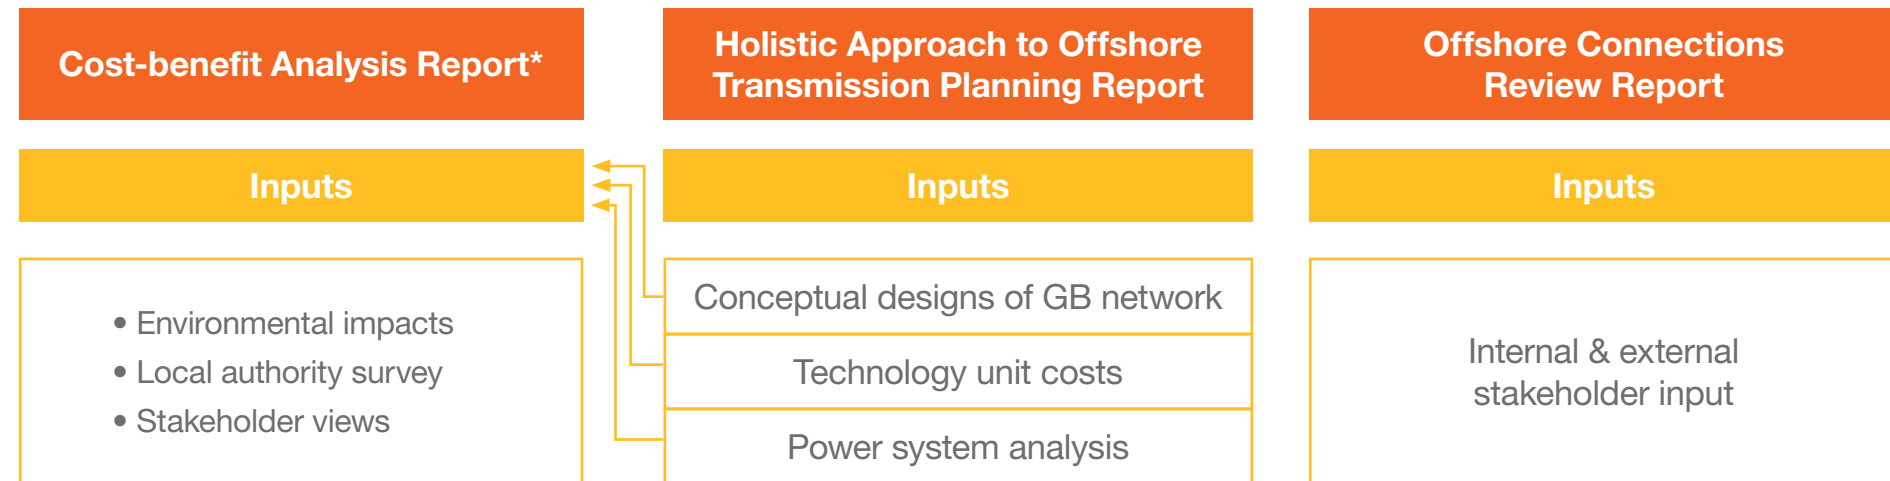 Cost-benefit Analysis Report*
Inputs
• Environmental impacts
• Local authority survey
• Stakeholder views
Holistic Approach to Offshore
Transmission Planning Report
Inputs
Conceptual designs of GB network
Technology unit costs
Power system analysis
Offshore Connections
Review Report
Inputs
Internal & external
stakeholder input